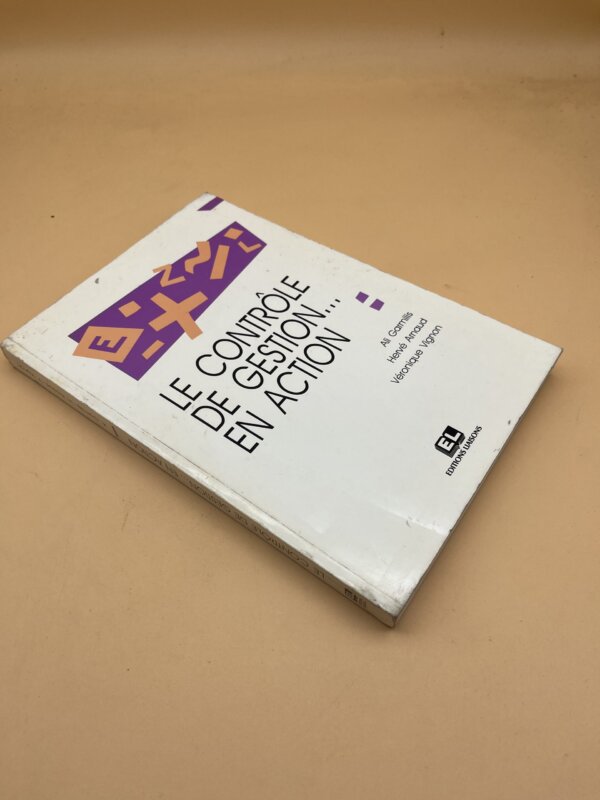 LE CONTRÔLE
DE GESTION...
EN ACTION
Ali Garmilis
Hervé Arnaud
Véronique Vignon
E
EL
EDITIONS LIAISONS